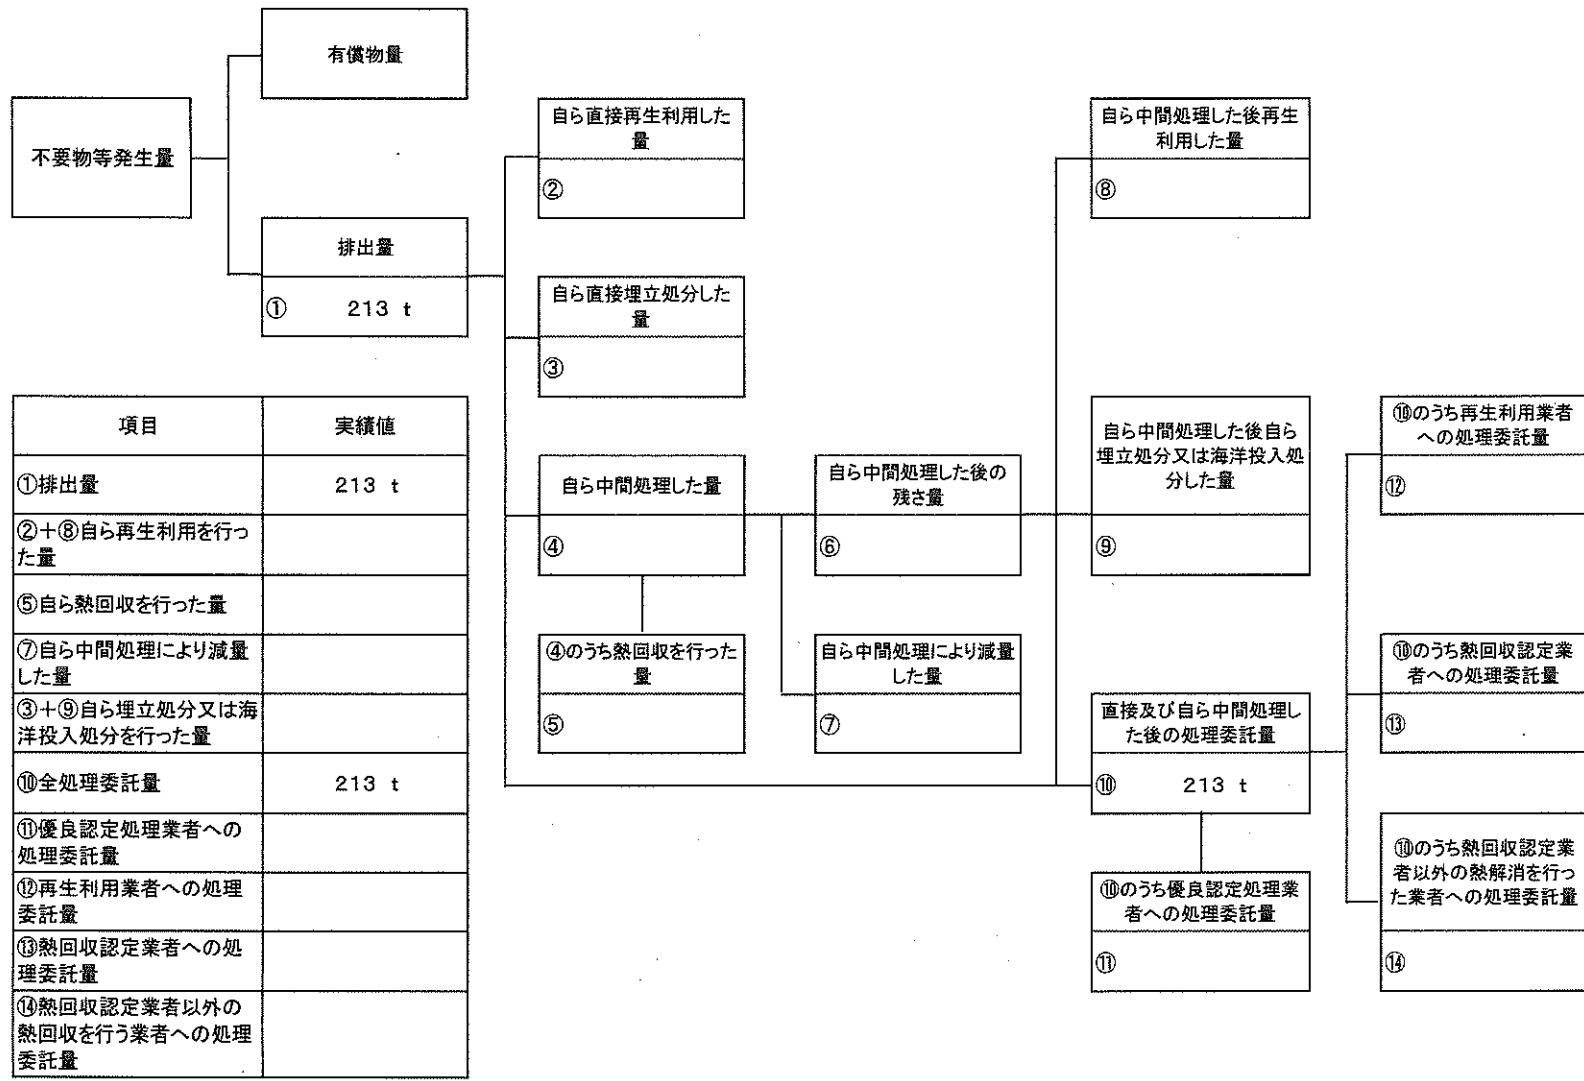 有償物量
不要物等発生量
排出量
① 213 t
自ら直接再生利用した
量
②
自ら直接埋立処分した
量
③
自ら中間処理した量
④
④のうち熱回収を行った
量
⑤
自ら中間処理した後の
残さ量
⑥
自ら中間処理により減量
した量
⑦
自ら中間処理した後再生
利用した量
⑧
自ら中間処理した後自ら
埋立処分又は海洋投入処
分した量
⑨
直接及び自ら中間処理し
た後の処理委託量
⑩ 213 t
⑩のうち優良認定処理業
者への処理委託量
⑪
⑩のうち再生利用業者
への処理委託量
⑫
⑩のうち熱回収認定業
者への処理委託量
⑬
⑩のうち熱回収認定業
者以外の熱解消を行っ
た業者への処理委託量
⑭
項目 実績値
①排出量 213 t
②+⑧自ら再生利用を行っ
た量
⑤自ら熱回収を行った量
⑦自ら中間処理により減量
した量
③+⑨自ら埋立処分又は海
洋投入処分を行った量
⑩全処理委託量 213 t
⑪優良認定処理業者への
処理委託量
⑫再生利用業者への処理
委託量
⑬熱回収認定業者への処
理委託量
⑭熱回収認定業者以外の
熱回収を行う業者への処理
委託量